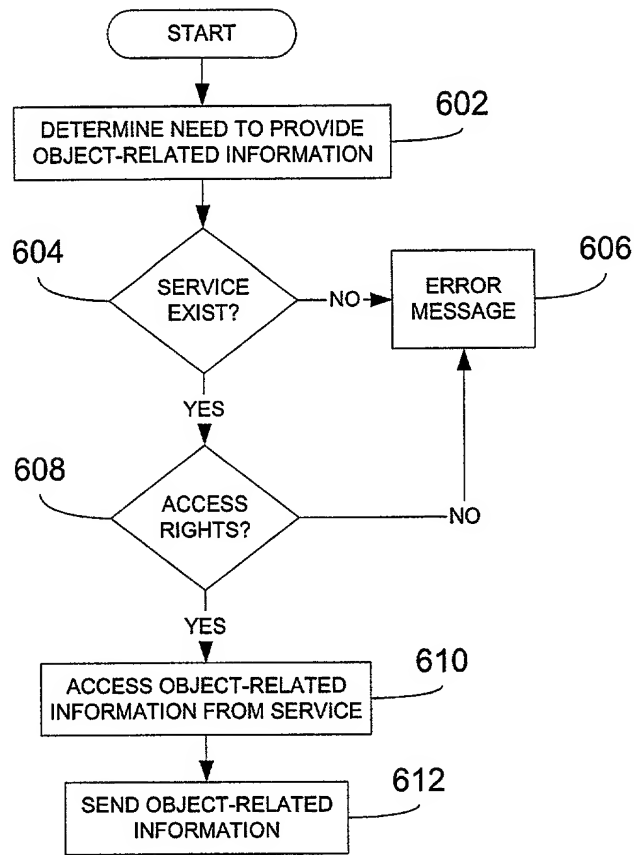 START
602
DETERMINE NEED TO PROVIDE
OBJECT-RELATED INFORMATION
604
SERVICE
EXIST?
NO
ERROR
MESSAGE
606
YES
608
ACCESS
RIGHTS?
NO
YES
610
ACCESS OBJECT-RELATED
INFORMATION FROM SERVICE
612
SEND OBJECT-RELATED
INFORMATION